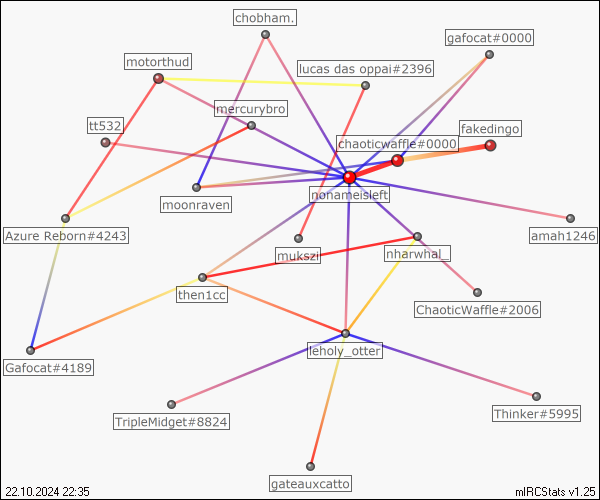 chobham.
gafocat#0000
motorthud
lucas das oppai#2396
mercurybro
tt532
fakedingo
chaoticwaffle#0000
nonameisleft
moonraven
Azure Reborn#4243
amah1246
nharwhal_
mukszi
then1cc
ChaoticWaffle#2006
leholy_otter
Gafocat#4189
TripleMidget#8824
Thinker#5995
gateauxcatto
22.10.2024 22:35
mIRCStats v1.25